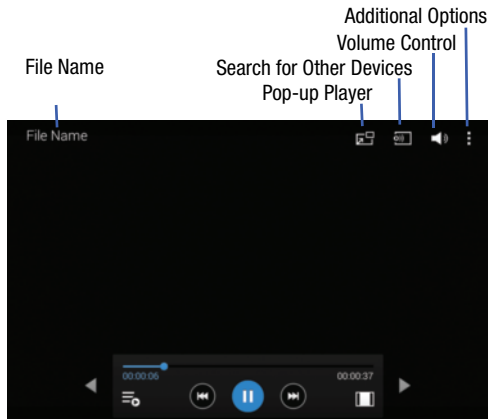 Additional Options
Volume Control
File Name
Search for Other Devices
Pop-up Player
File Name
00:00:06
00:00:37